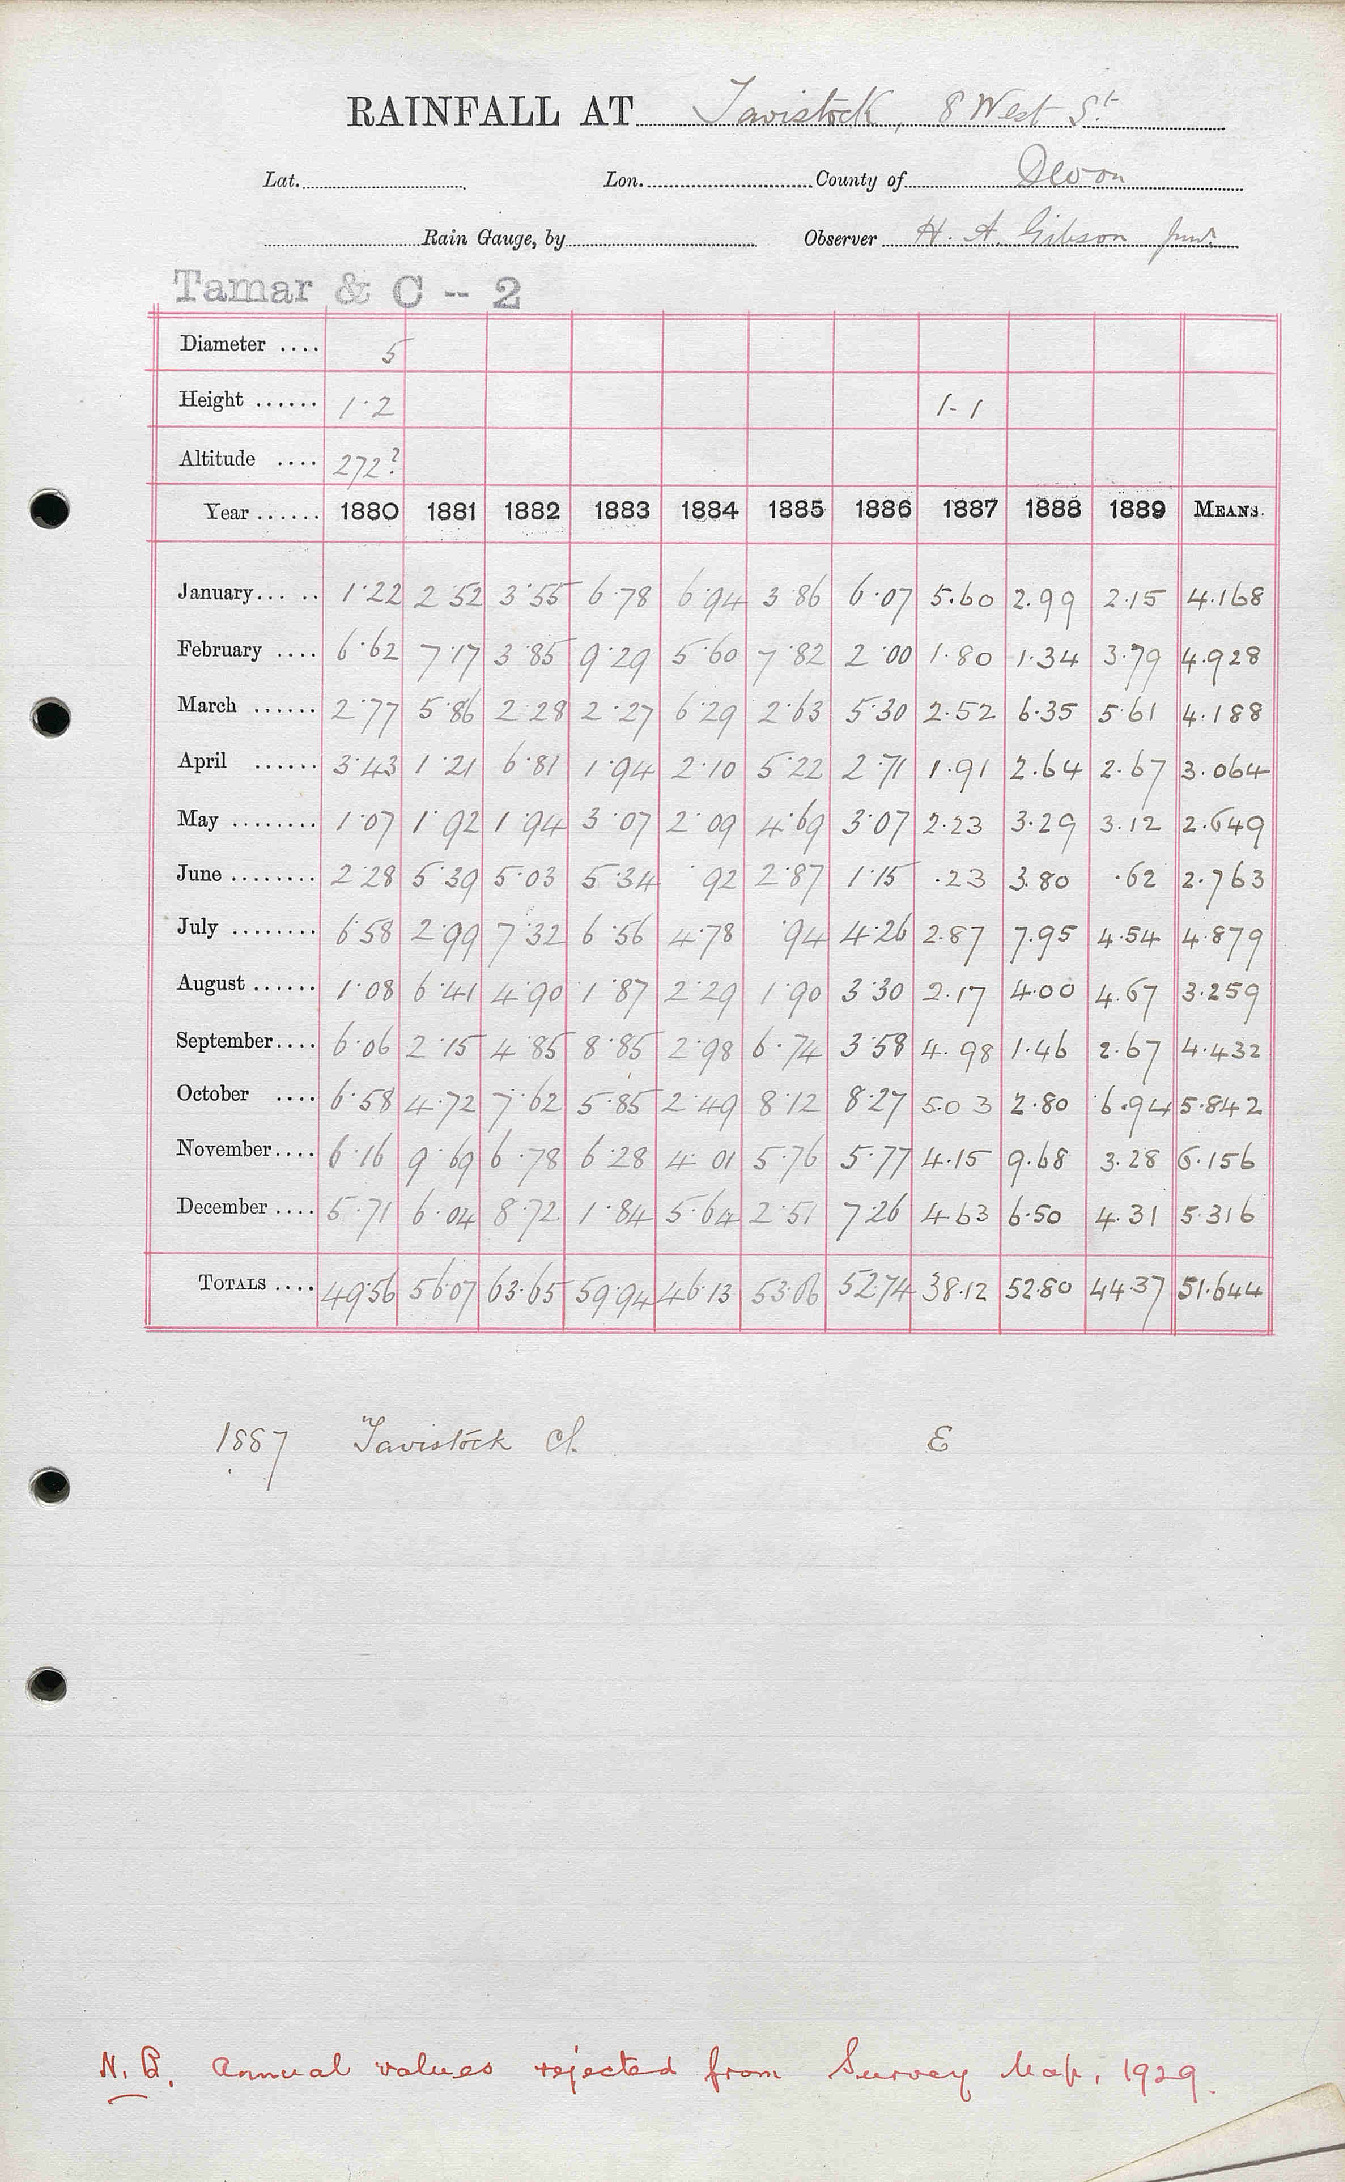 RAINFALL AT Tavistock, 8 West St.
Lat. Lon. County of Devon
Rain Gauge, by Observer H. A. Gibson Junr.
Tamar & C -- 2
Diameter .... 5
Height ...... 1·2 1-1
Altitude .... 272?
Year ...... 1880 1881 1882 1883 1884 1885 1886 1887 1888 1889 MEANS.
January... .. 1·22 2 52 3·55 6·78 6·94 3 86 6·07 5.60 2.99 2.15 4.168
February .... 6·62 7·17 3·85 9·29 5·60 7·82 2·00 1.80 1.34 3.79 4.928
March ...... 2·77 5·86 2·28 2·27 6·29 2·63 5·30 2.52 6.35 5·61 4.188
April ...... 3·43 1·21 6·81 1·94 2·10 5·22 2·71 1.91 2.64 2.67 3.064
May ........ 1·07 1·92 1·94 3·07 2·09 4·69 3·07 2.23 3.29 3.12 2.649
June ........ 2·28 5·39 5·03 5·34 ·92 2·87 1·15 ·23 3.80 ·62 2.763
July ........ 6·58 2·99 7·32 6·56 4·78 ·94 4·26 2.87 7.95 4.54 4.879
August ...... 1·08 6·41 4·90 1·87 2·29 1·90 3·30 2.17 4.00 4.67 3.259
September.... 6·06 2·15 4·85 8·85 2·98 6·74 3·58 4.98 1.46 2.67 4.432
October .... 6·58 4·72 7·62 5·85 2·49 8·12 8·27 5.03 2.80 6.94 5.842
November.... 6·16 9·69 6·78 6·28 4·01 5·76 5·77 4.15 9.68 3.28 6.156
December .... 5·71 6·04 8·72 1·84 5·64 2·51 7·26 4.63 6.50 4.31 5.316
TOTALS .... 49·56 56·07 63·65 59·94 46·13 53·06 52·74 38.12 52.80 44.37 51.644
1887 Tavistock cl. E
N.B. Annual values rejected from Survey Map, 1929.